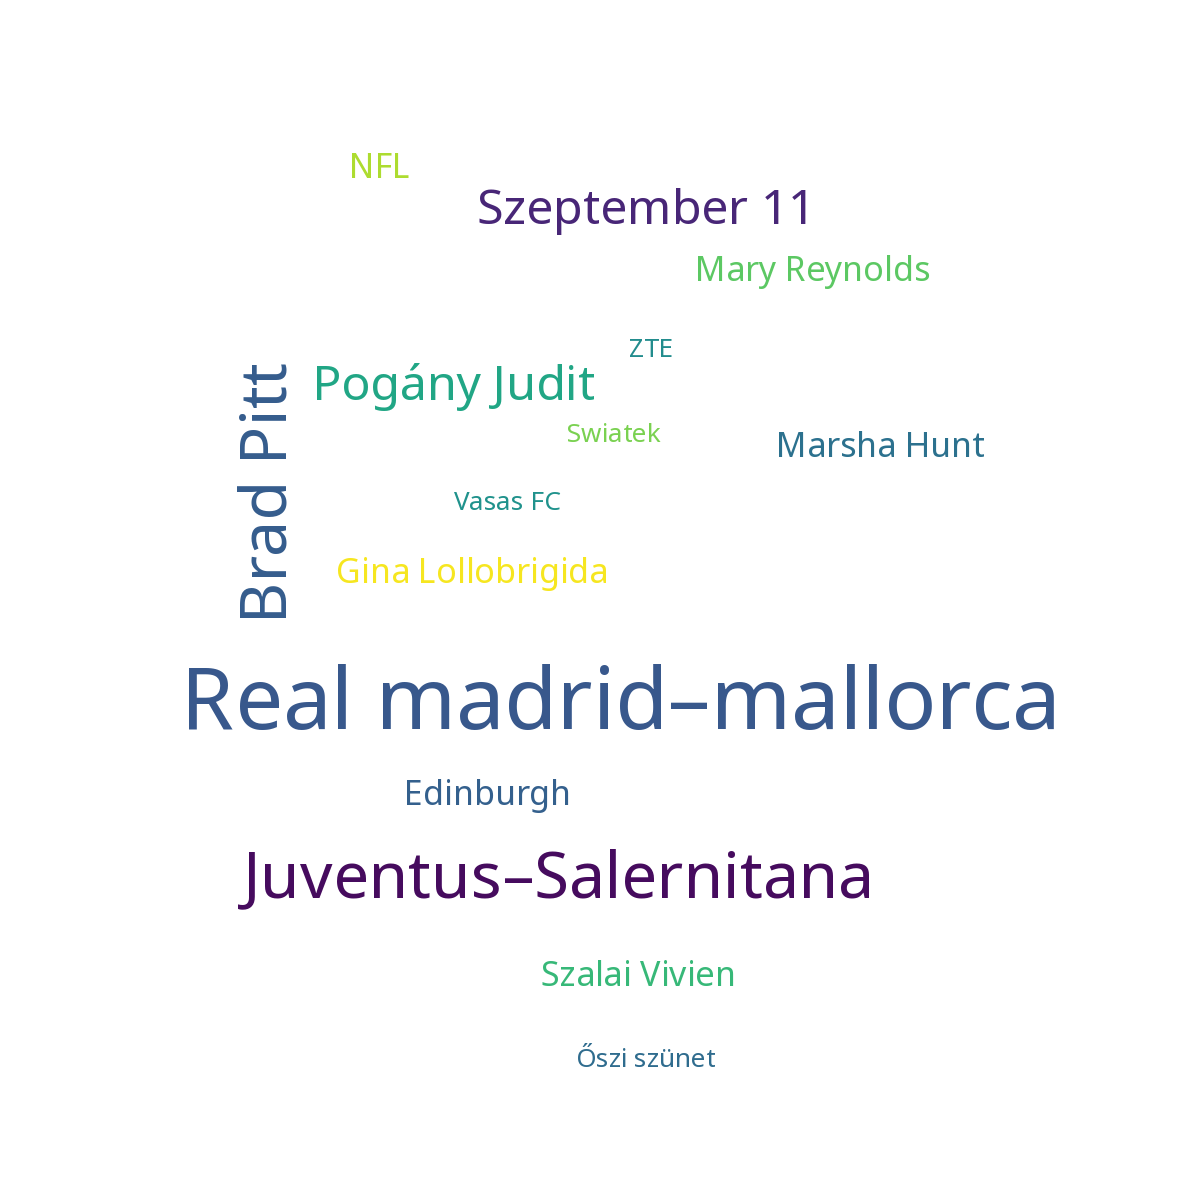 NFL
Szeptember 11
Mary Reynolds
ZTE
Pogány Judit
Brad Pitt
Swiatek
Marsha Hunt
Vasas FC
Gina Lollobrigida
Real madrid–mallorca
Edinburgh
Juventus–Salernitana
Szalai Vivien
Őszi szünet